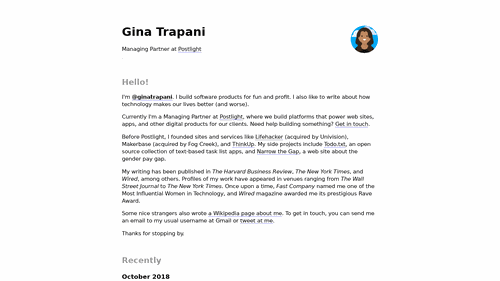 Gina Trapani
Managing Partner at Postlight
Hello!
I'm @ginatrapani. I build software products for fun and profit. I also like to write about how
technology makes our lives better (and worse).
Currently I'm a Managing Partner at Postlight, where we build platforms that power web sites,
apps, and other digital products for our clients. Need help building something? Get in touch.
Before Postlight, I founded sites and services like Lifehacker (acquired by Univision),
Makerbase (acquired by Fog Creek), and ThinkUp. My side projects include Todo.txt, an open
source collection of text-based task list apps, and Narrow the Gap, a web site about the
gender pay gap.
My writing has been published in The Harvard Business Review, The New York Times, and
Wired, among others. Profiles of my work have appeared in venues ranging from The Wall
Street Journal to The New York Times. Once upon a time, Fast Company named me one of the
Most Influential Women in Technology, and Wired magazine awarded me its prestigious Rave
Award.
Some nice strangers also wrote a Wikipedia page about me. To get in touch, you can send me
an email to my usual username at Gmail or tweet at me.
Thanks for stopping by.
Recently
October 2018